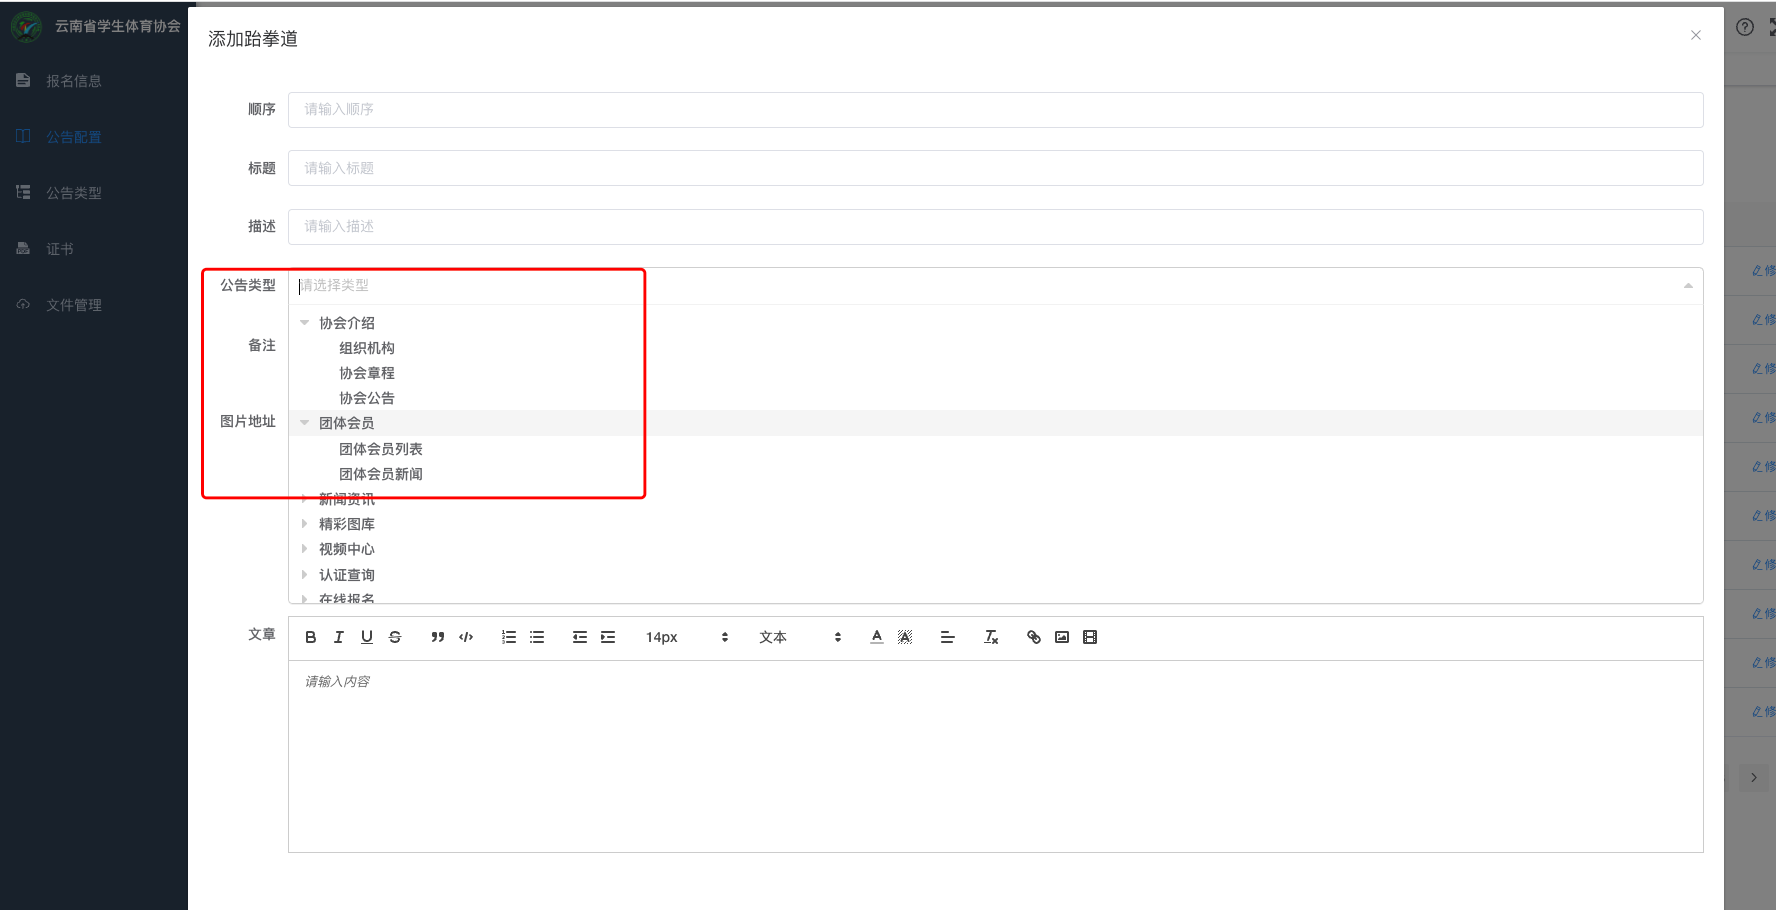 云南省学生体育协会
报名信息
公告配置
公告类型
证书
文件管理
添加跆拳道
顺序
请输入顺序
标题
请输入标题
描述
请输入描述
公告类型
请选择类型
备注
图片地址
协会介绍
组织机构
协会章程
协会公告
团体会员
团体会员列表
团体会员新闻
新闻资讯
精彩图库
视频中心
认证查询
在线报名
文章
14px
文本
请输入内容
修
修
修
修
修
修
修
修
修
修